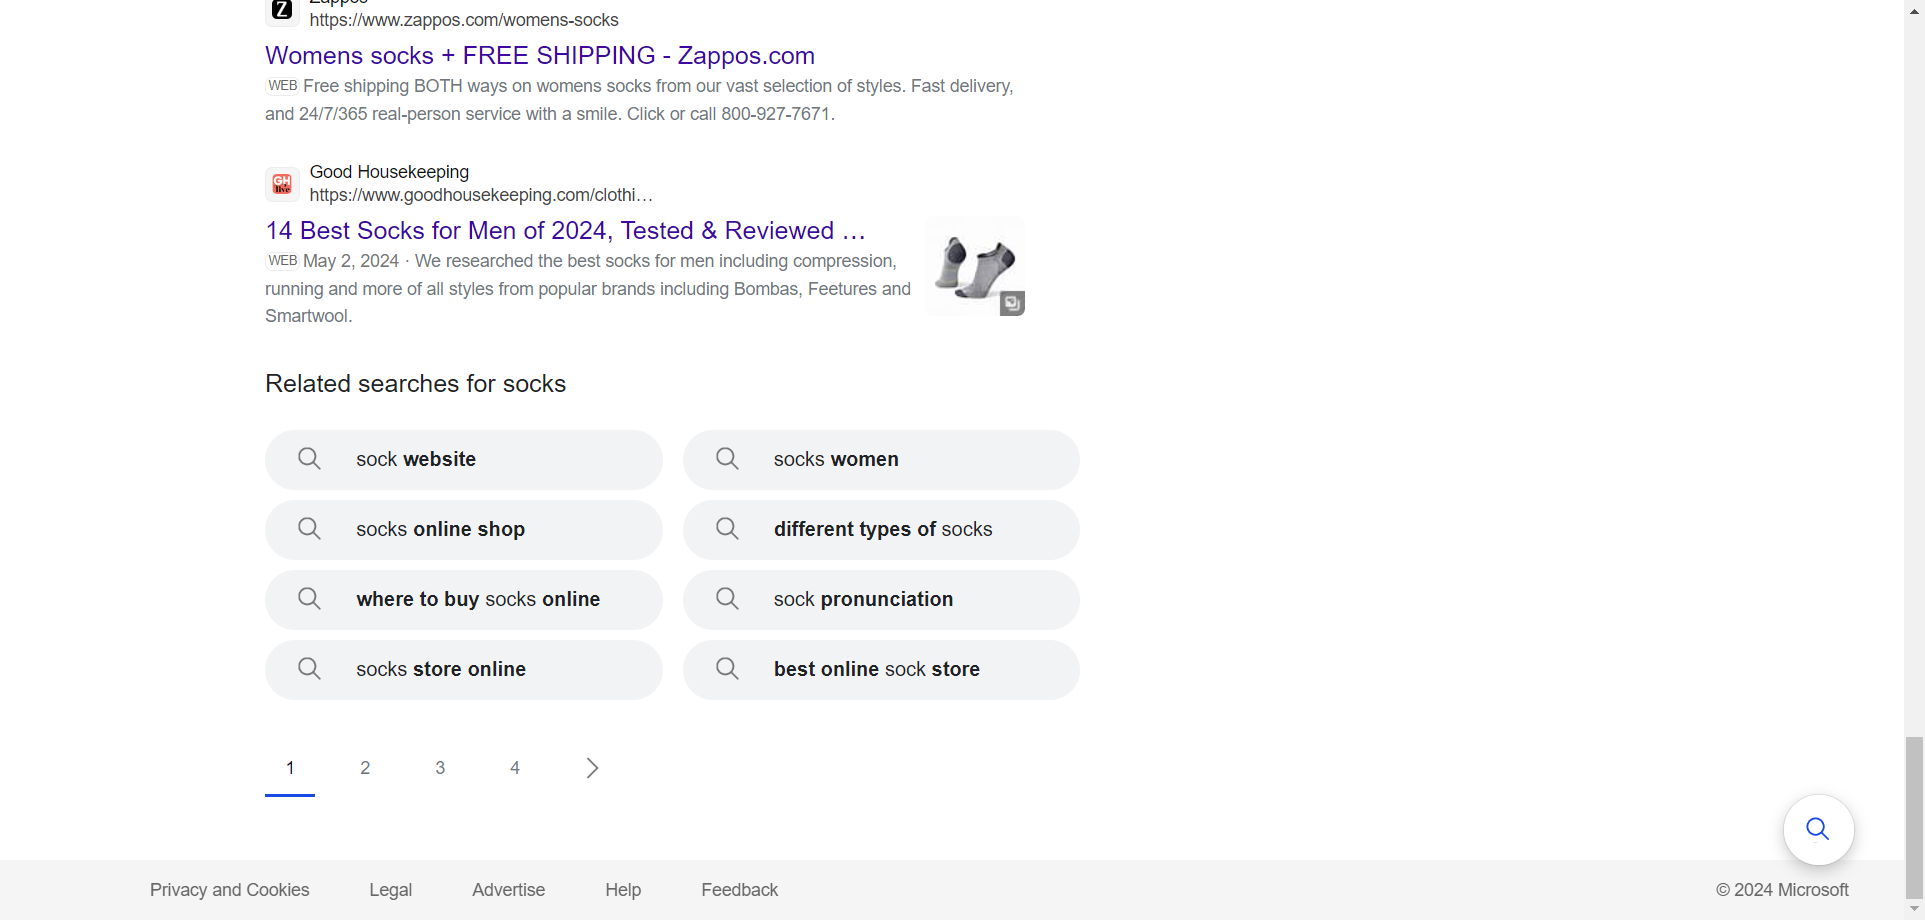 Zappos
https://www.zappos.com/womens-socks
Womens socks + FREE SHIPPING - Zappos.com
WEB Free shipping BOTH ways on womens socks from our vast selection of styles. Fast delivery,
and 24/7/365 real-person service with a smile. Click or call 800-927-7671.
GH
live
Good Housekeeping
https://www.goodhousekeeping.com/clothi…
14 Best Socks for Men of 2024, Tested & Reviewed …
WEB May 2, 2024 · We researched the best socks for men including compression,
running and more of all styles from popular brands including Bombas, Feetures and
Smartwool.
Related searches for socks
sock website
socks women
socks online shop
different types of socks
where to buy socks online
sock pronunciation
socks store online
best online sock store
1 2 3 4
Privacy and Cookies Legal Advertise Help Feedback © 2024 Microsoft